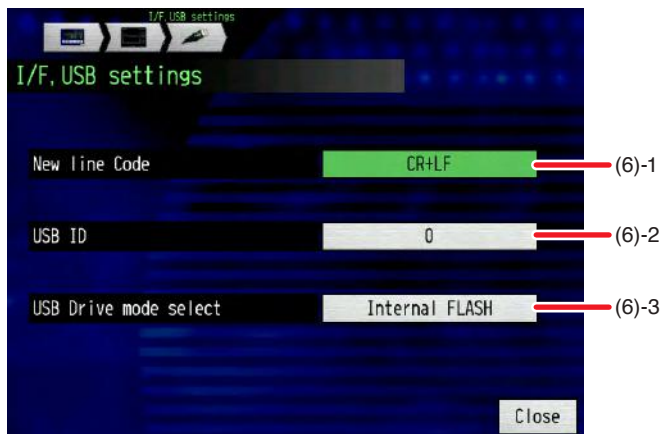 I/F, USB settings
I/F, USB settings
New line Code CR+LF (6)-1
USB ID 0 (6)-2
USB Drive mode select Internal FLASH (6)-3
Close